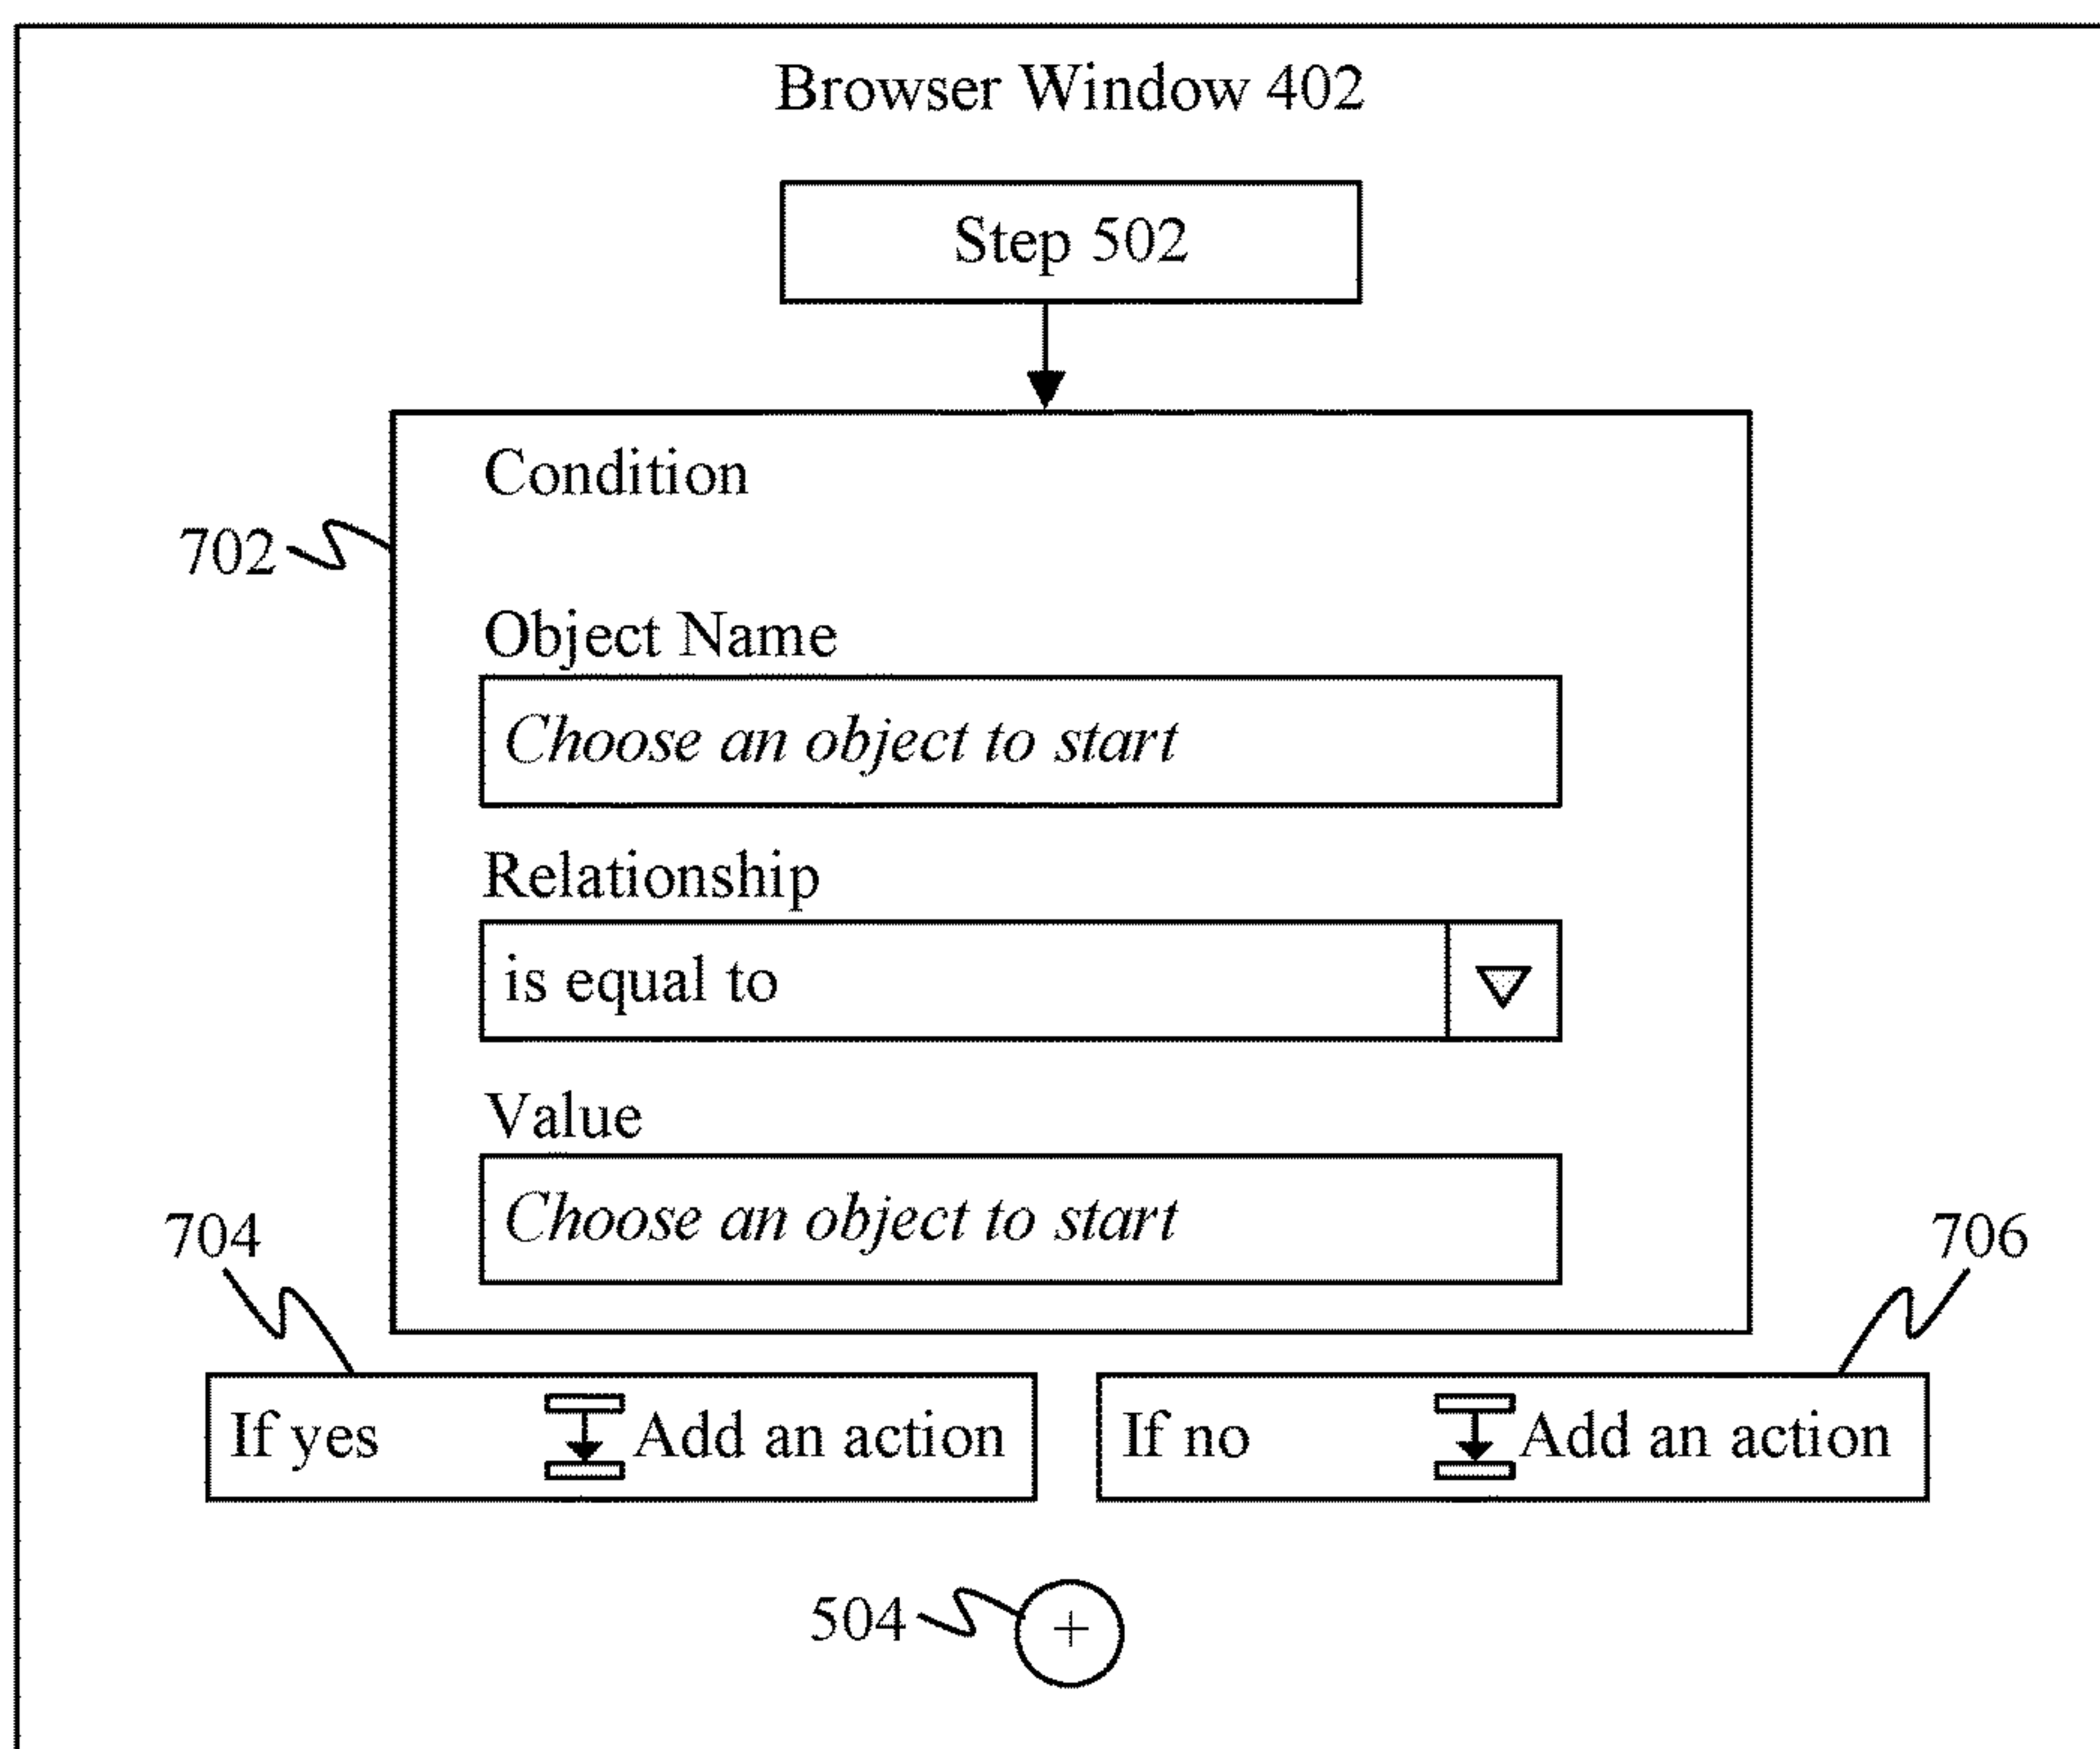 Browser Window 402
Step 502
Condition
702
Object Name
Choose an object to start
Relationship
is equal to
Value
Choose an object to start
704
706
If yes Add an action
If no Add an action
504 +